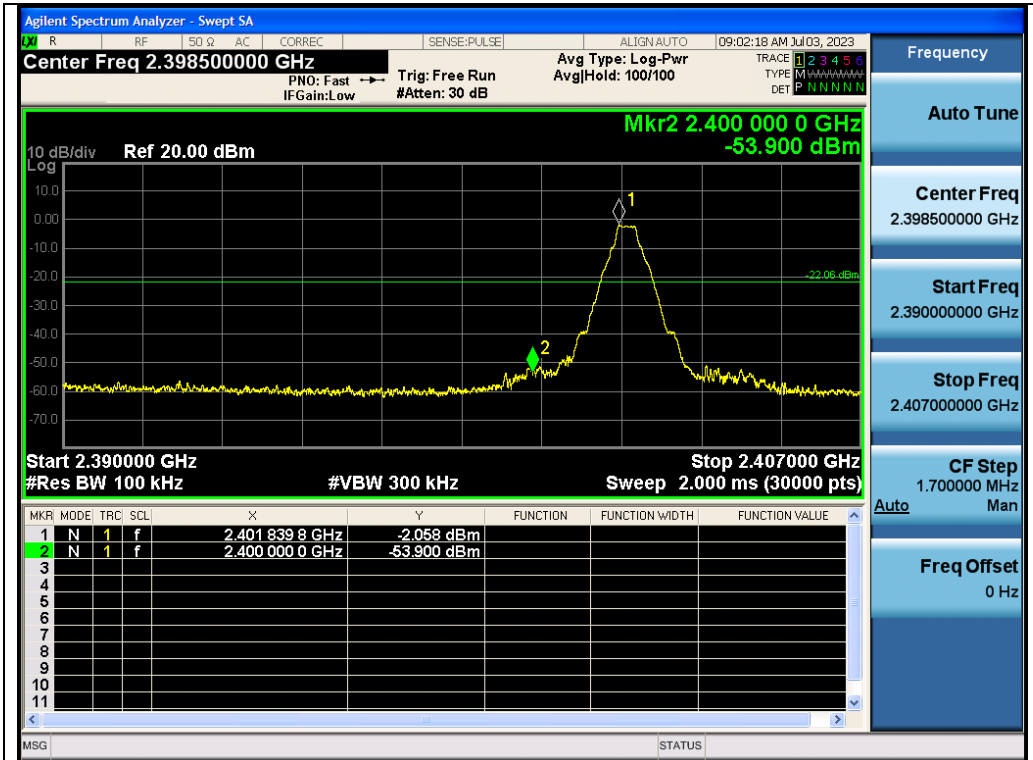 Agilent Spectrum Analyzer - Swept SA
LXI R RF 50 Ω AC CORREC SENSE:PULSE ALIGN AUTO 09:02:18 AM Jul 03, 2023
Center Freq 2.398500000 GHz
PNO: Fast
IFGain:Low
Trig: Free Run
#Atten: 30 dB
Avg Type: Log-Pwr
Avg|Hold: 100/100
TRACE 1 2 3 4 5 6
TYPE M W W W W W
DET P N N N N N
Mkr2 2.400 000 0 GHz
-53.900 dBm
10 dB/div Ref 20.00 dBm
Log
10.0
0.00
-10.0
-20.0
-30.0
-40.0
-50.0
-60.0
-70.0
1
-22.06 dBm
2
Start 2.390000 GHz Stop 2.407000 GHz
#Res BW 100 kHz #VBW 300 kHz Sweep 2.000 ms (30000 pts)
MKR MODE TRC SCL X Y FUNCTION FUNCTION WIDTH FUNCTION VALUE
1 N 1 f 2.401 839 8 GHz -2.058 dBm
2 N 1 f 2.400 000 0 GHz -53.900 dBm
3
4
5
6
7
8
9
10
11
MSG STATUS
Frequency
Auto Tune
Center Freq
2.398500000 GHz
Start Freq
2.390000000 GHz
Stop Freq
2.407000000 GHz
CF Step
1.700000 MHz
Auto Man
Freq Offset
0 Hz